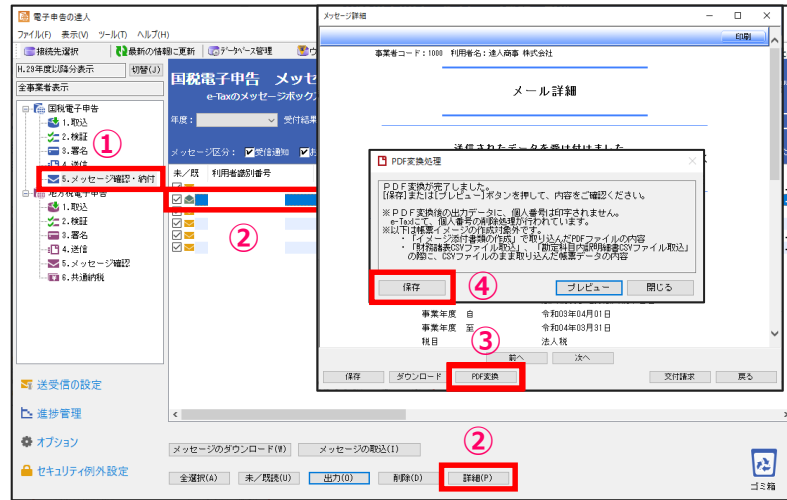 電子申告の達人
ファイル(F) 表示(V) ツール(T) ヘルプ(H)
接続先選択 最新の情報に更新 データベース管理
H.29年度以降分表示 切替(J)
全事業者表示
国税電子申告
1.取込
2.検証
3.署名
4.送信
5.メッセージ確認・納付
地方税電子申告
1.取込
2.検証
3.署名
4.送信
5.メッセージ確認
6.共通納税
①
送受信の設定
進捗管理
オプション
セキュリティ例外設定
国税電子申告 メッセ
e-Taxのメッセージボック
年度: 受付結果
メッセージ区分: 受信通知
未/既 利用者識別番号
②
メッセージのダウンロード(W) メッセージの取込(I)
全選択(A) 未/既読(U) 出力(O) 削除(D) 詳細(P)
②
ゴミ箱
メッセージ詳細
印刷
事業者コード:1000 利用者名:達人商事 株式会社
メール詳細
送信されたデータを受け付けました
PDF変換処理
PDF変換が完了しました。
[保存]または[プレビュー]ボタンを押して、内容をご確認ください。
※PDF変換後の出力データに、個人番号は印字されません。
e-Taxにて、個人番号の削除処理が行われています。
※以下は帳票イメージの作成対象外です。
・「イメージ添付書類の作成」で取り込んだPDFファイルの内容
・「財務諸表CSVファイル取込」、「勘定科目内訳明細書CSVファイル取込」
の際に、CSVファイルのまま取り込んだ帳票データの内容
保存 プレビュー 閉じる
④
事業年度 自 令和03年04月01日
事業年度 至 令和04年03月31日
税目 法人税
③
前へ 次へ
保存 ダウンロード PDF変換 交付請求 戻る